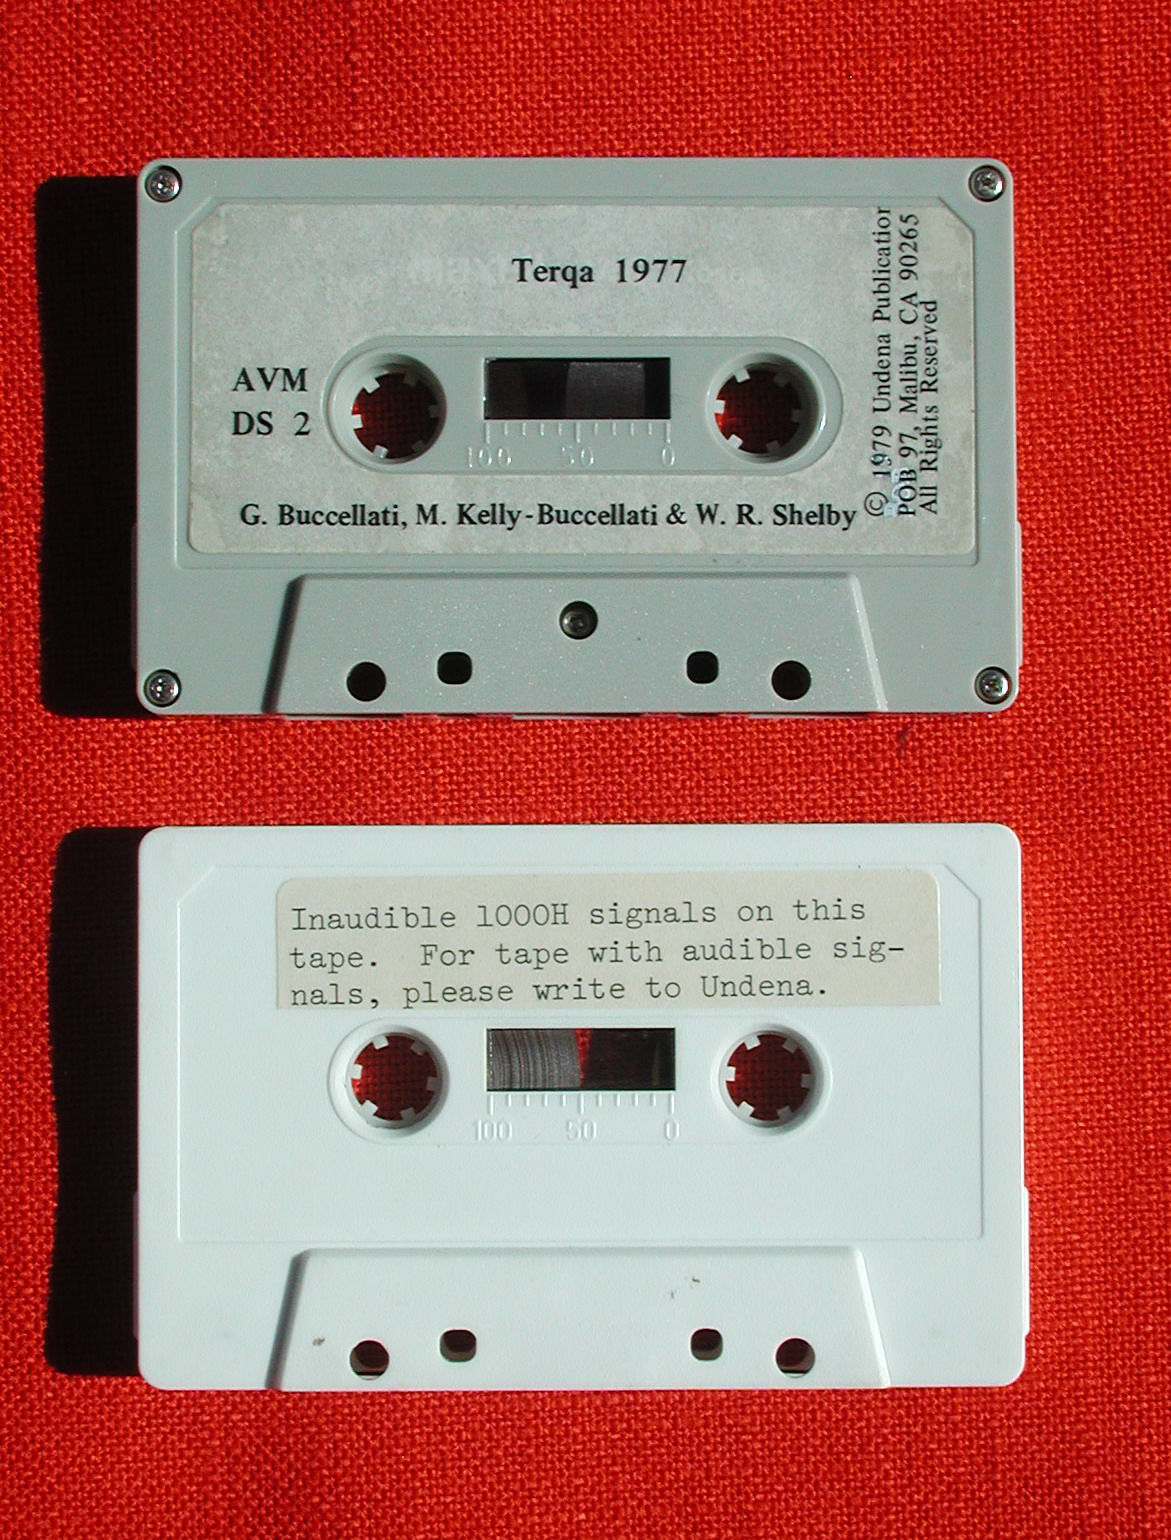 Terqa 1977
AVM
DS 2
G. Buccellati, M. Kelly-Buccellati & W. R. Shelby
© 1979 Undena Publication
POB 97, Malibu, CA 90265
All Rights Reserved
100 50 0
Inaudible 1000H signals on this
tape. For tape with audible sig-
nals, please write to Undena.
100 50 0